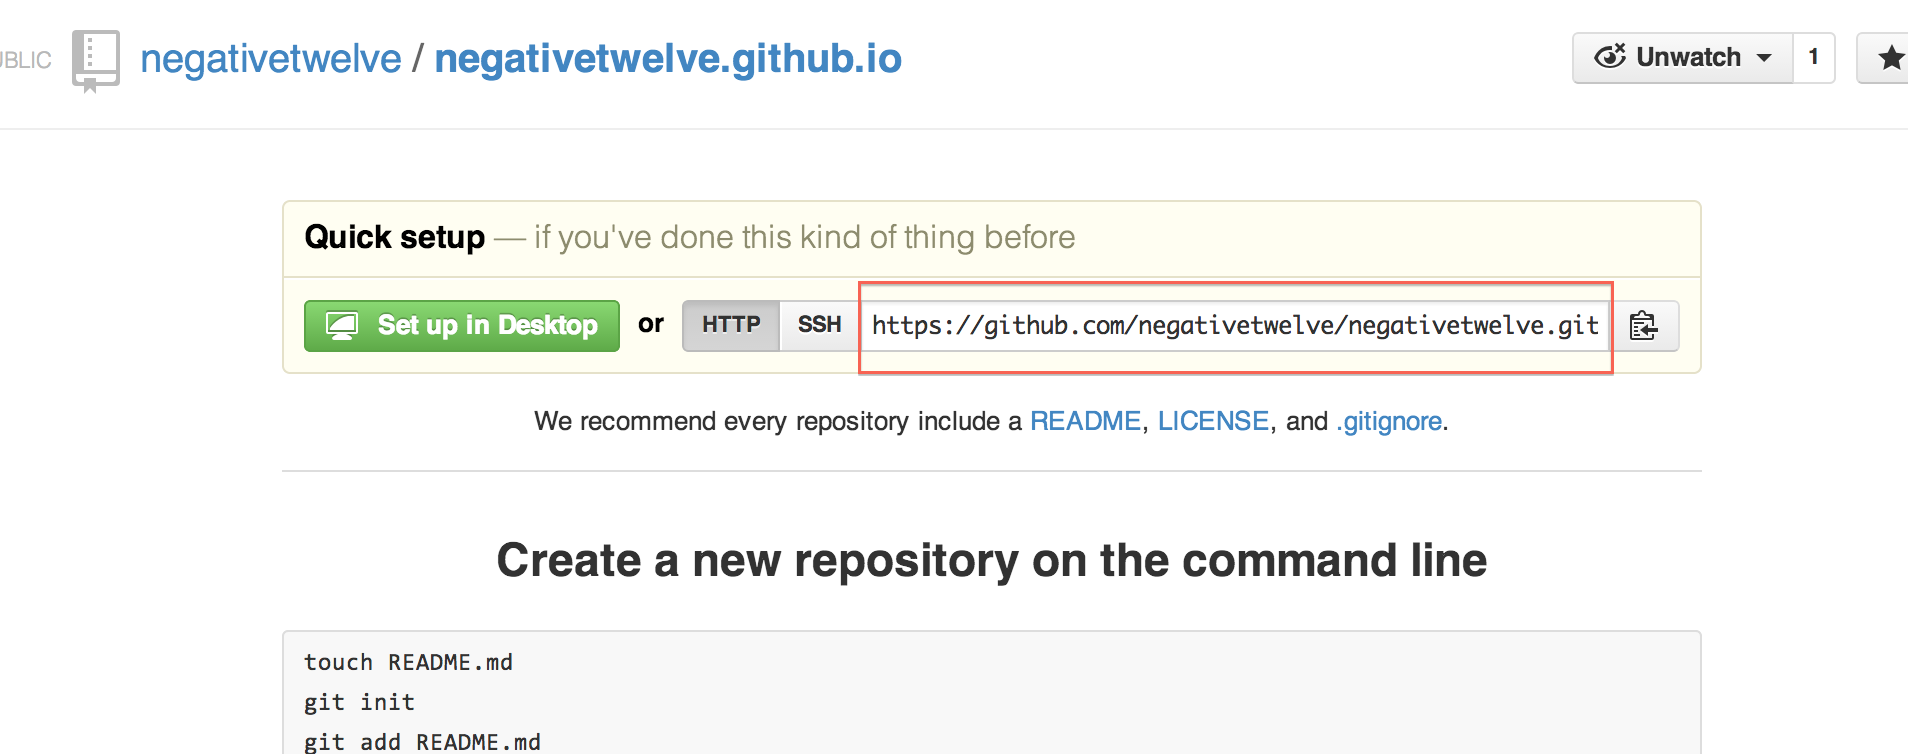 negativetwelve / negativetwelve.github.io
Unwatch 1
Quick setup — if you've done this kind of thing before
Set up in Desktop or HTTP SSH https://github.com/negativetwelve/negativetwelve.git
We recommend every repository include a README, LICENSE, and .gitignore.
Create a new repository on the command line
touch README.md
git init
git add README.md